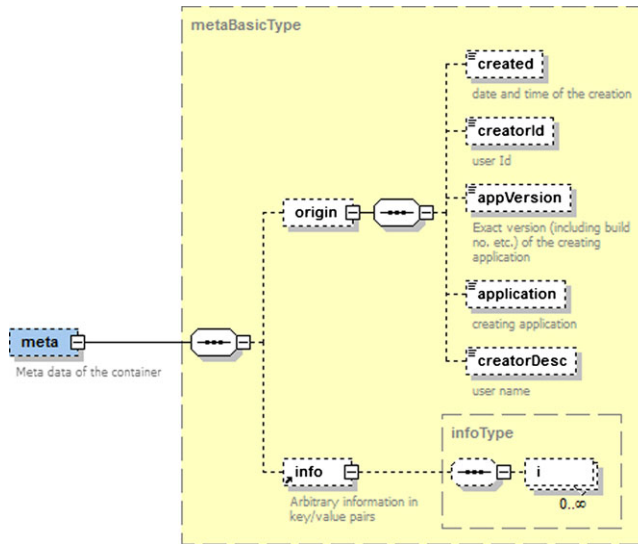 metaBasicType
created
date and time of the creation
creatorId
user Id
appVersion
Exact version (including build
no. etc.) of the creating
application
origin
application
creating application
creatorDesc
user name
meta
Meta data of the container
infoType
info
i
0..∞
Arbitrary information in
key/value pairs